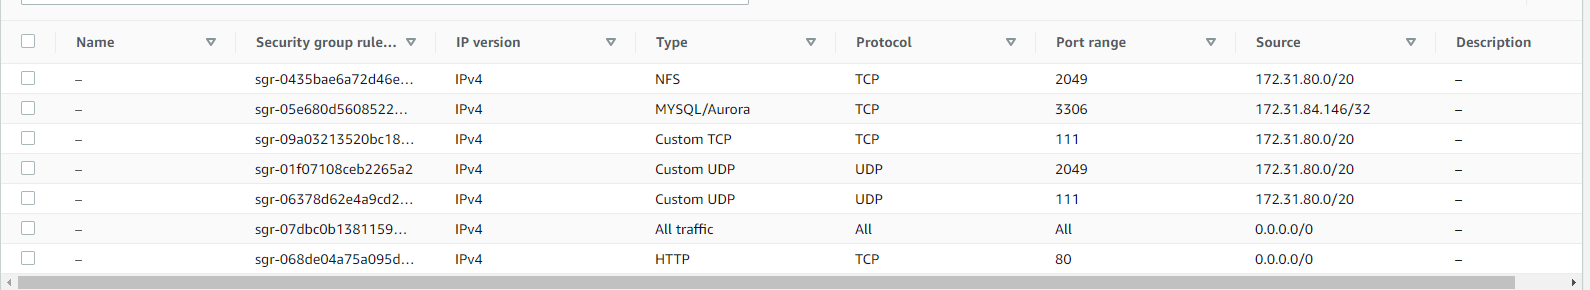 Name Security group rule... IP version Type Protocol Port range Source Description
– sgr-0435bae6a72d46e... IPv4 NFS TCP 2049 172.31.80.0/20 –
– sgr-05e680d5608522... IPv4 MYSQL/Aurora TCP 3306 172.31.84.146/32 –
– sgr-09a03213520bc18... IPv4 Custom TCP TCP 111 172.31.80.0/20 –
– sgr-01f07108ceb2265a2 IPv4 Custom UDP UDP 2049 172.31.80.0/20 –
– sgr-06378d62e4a9cd2... IPv4 Custom UDP UDP 111 172.31.80.0/20 –
– sgr-07dbc0b1381159... IPv4 All traffic All All 0.0.0.0/0 –
– sgr-068de04a75a095d... IPv4 HTTP TCP 80 0.0.0.0/0 –